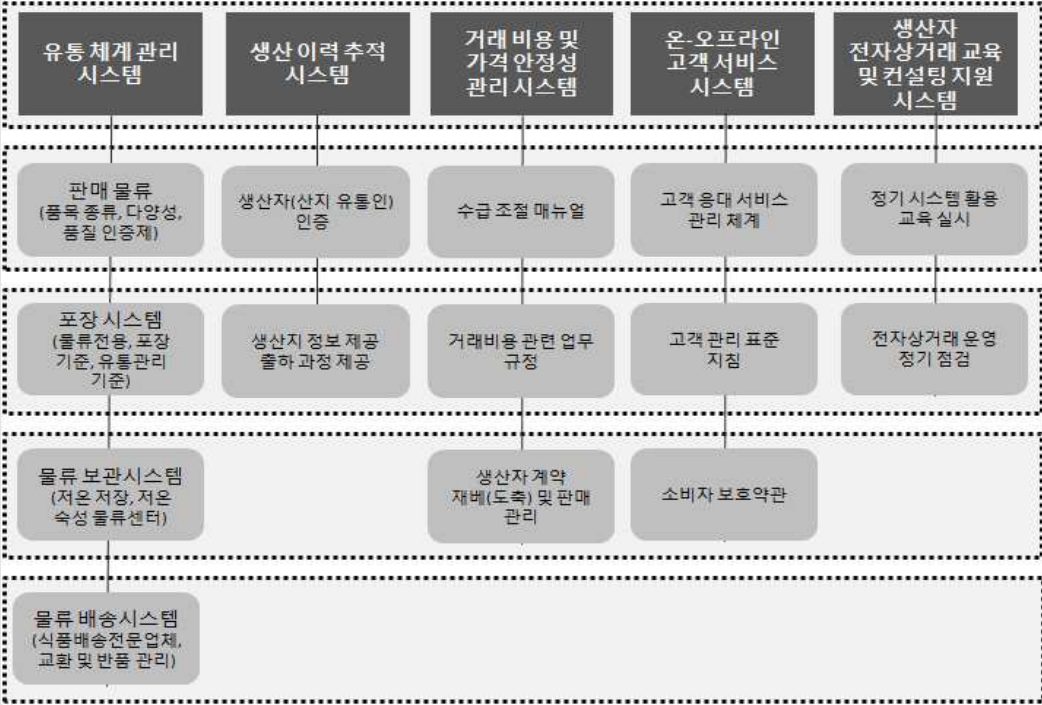 유통 체계 관리
시스템
생산 이력 추적
시스템
거래 비용 및
가격 안정성
관리 시스템
온-오프라인
고객 서비스
시스템
생산자
전자상거래 교육
및 컨설팅 지원
시스템
판매 물류
(품목 종류, 다양성,
품질 인증제)
생산자(산지 유통인)
인증
수급 조절 매뉴얼
고객 응대 서비스
관리 체계
정기 시스템 활용
교육 실시
포장 시스템
(물류전용, 포장
기준, 유통관리
기준)
생산지 정보 제공
출하 과정 제공
거래비용 관련 업무
규정
고객 관리 표준
지침
전자상거래 운영
정기 점검
물류 보관시스템
(저온 저장, 저온
숙성 물류센터)
생산자 계약
재베(도축) 및 판매
관리
소비자 보호약관
물류 배송시스템
(식품배송전문업체,
교환 및 반품 관리)